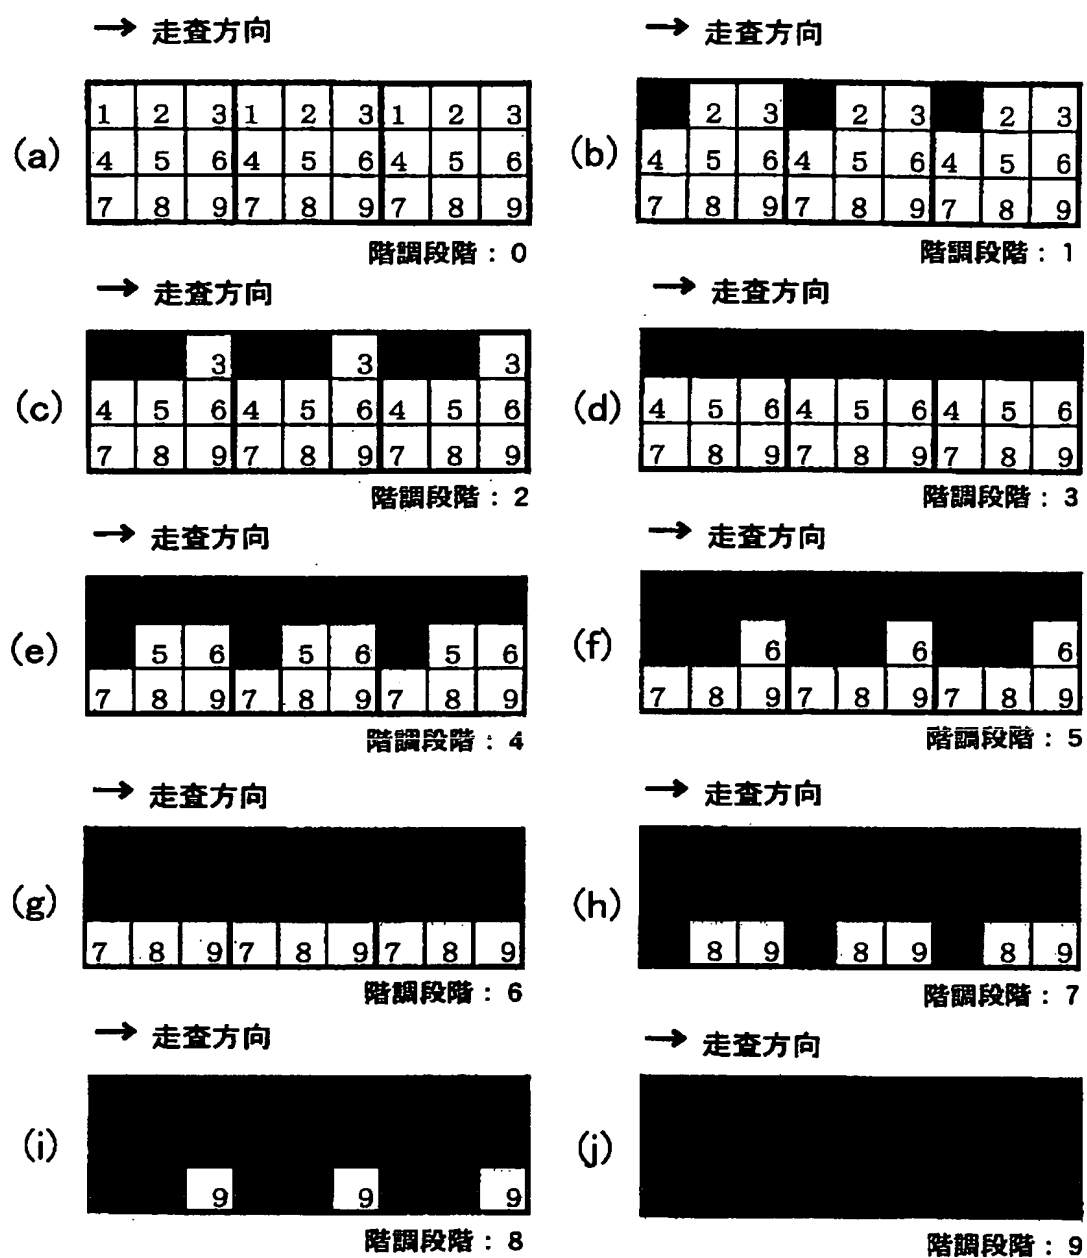 → 走査方向
→ 走査方向
(a)
1 2 3 1 2 3 1 2 3
4 5 6 4 5 6 4 5 6
7 8 9 7 8 9 7 8 9
階調段階：0
(b)
2 3 2 3 2 3
4 5 6 4 5 6 4 5 6
7 8 9 7 8 9 7 8 9
階調段階：1
→ 走査方向
→ 走査方向
(c)
3 3 3
4 5 6 4 5 6 4 5 6
7 8 9 7 8 9 7 8 9
階調段階：2
(d)
4 5 6 4 5 6 4 5 6
7 8 9 7 8 9 7 8 9
階調段階：3
→ 走査方向
→ 走査方向
(e)
5 6 5 6 5 6
7 8 9 7 8 9 7 8 9
階調段階：4
(f)
6 6 6
7 8 9 7 8 9 7 8 9
階調段階：5
→ 走査方向
→ 走査方向
(g)
7 8 9 7 8 9 7 8 9
階調段階：6
(h)
8 9 8 9 8 9
階調段階：7
→ 走査方向
→ 走査方向
(i)
9 9 9
階調段階：8
(j)
階調段階：9